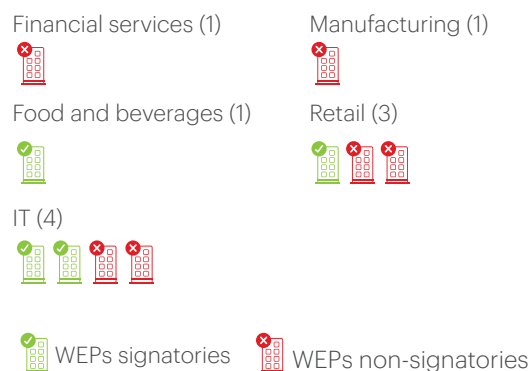 Financial services (1)
Manufacturing (1)
Food and beverages (1)
Retail (3)
IT (4)
WEPs signatories
WEPs non-signatories